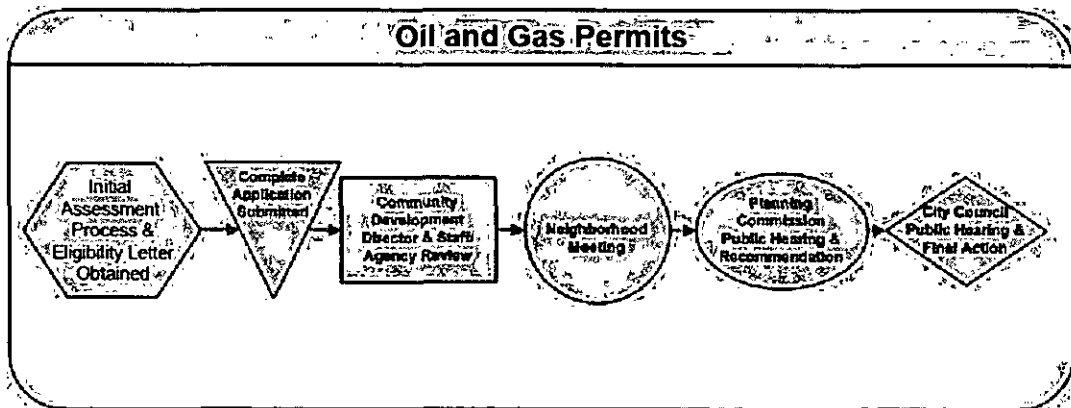 Oil and Gas Permits
Initial
Assessment
Process &
Eligibility Letter
Obtained
Complete
Application
Submitted
Community
Development
Director & Staff/
Agency Review
Neighborhood
Meeting
Planning
Commission
Public Hearing &
Recommendation
City Council
Public Hearing &
Final Action